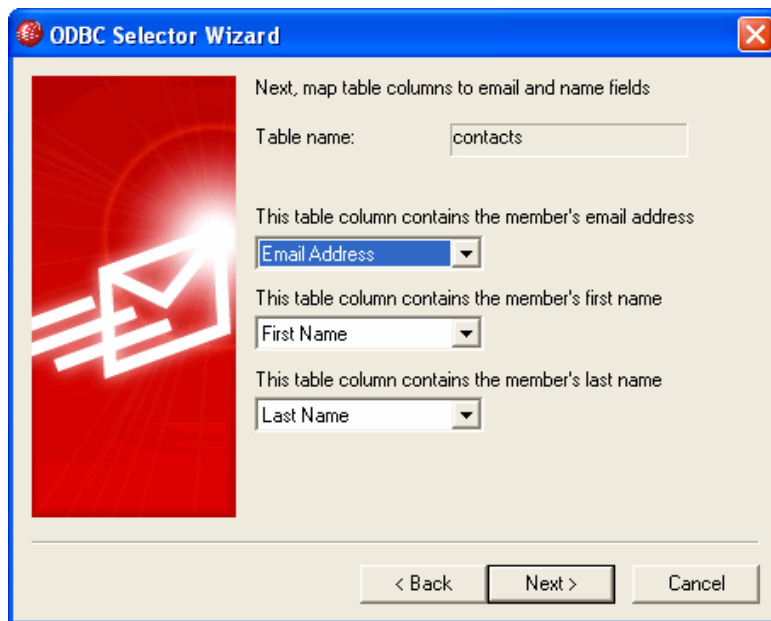 ODBC Selector Wizard
Next, map table columns to email and name fields
Table name: contacts
This table column contains the member's email address
Email Address
This table column contains the member's first name
First Name
This table column contains the member's last name
Last Name
< Back Next > Cancel